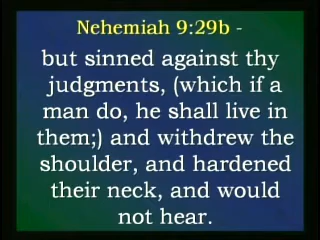 Nehemiah 9:29b -
but sinned against thy
judgments, (which if a
man do, he shall live in
them;) and withdrew the
shoulder, and hardened
their neck, and would
not hear.